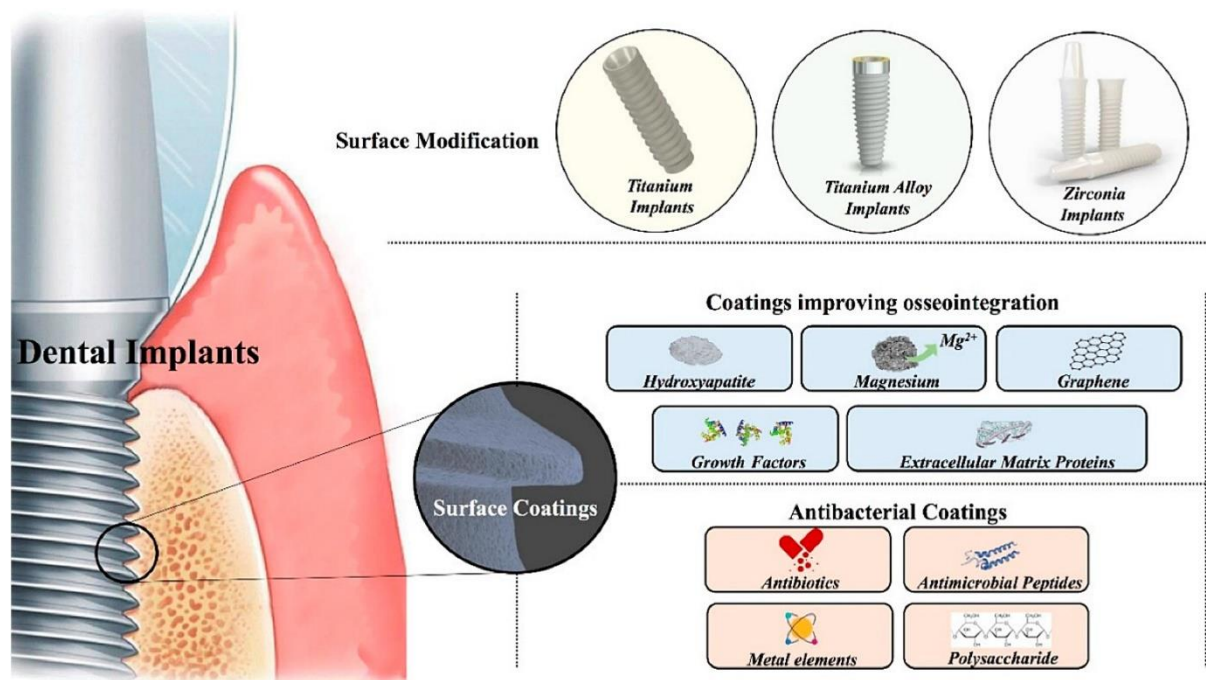 Surface Modification
Titanium
Implants
Titanium Alloy
Implants
Zirconia
Implants
Dental Implants
Surface Coatings
Coatings improving osseointegration
Hydroxyapatite
Mg²⁺
Magnesium
Graphene
Growth Factors
Extracellular Matrix Proteins
Antibacterial Coatings
Antibiotics
Antimicrobial Peptides
Metal elements
Polysaccharide